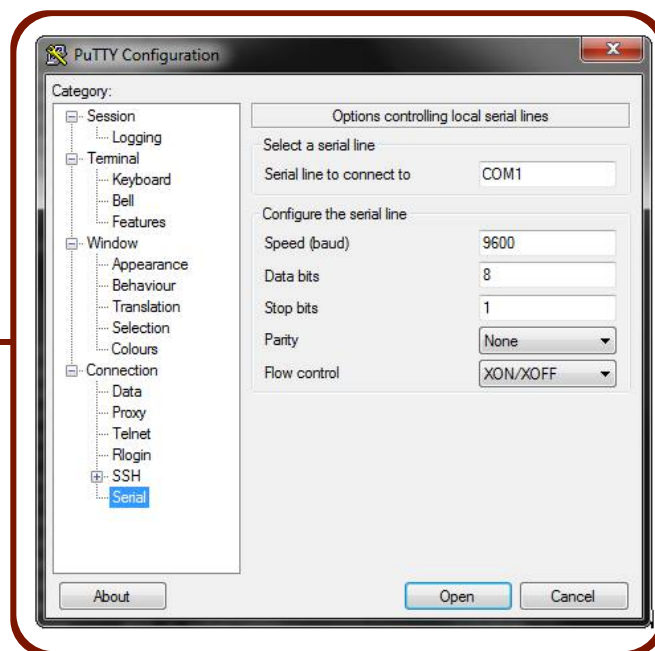 PuTTY Configuration
Category:
Session
Logging
Terminal
Keyboard
Bell
Features
Window
Appearance
Behaviour
Translation
Selection
Colours
Connection
Data
Proxy
Telnet
Rlogin
SSH
Serial
Options controlling local serial lines
Select a serial line
Serial line to connect to COM1
Configure the serial line
Speed (baud) 9600
Data bits 8
Stop bits 1
Parity None
Flow control XON/XOFF
About Open Cancel